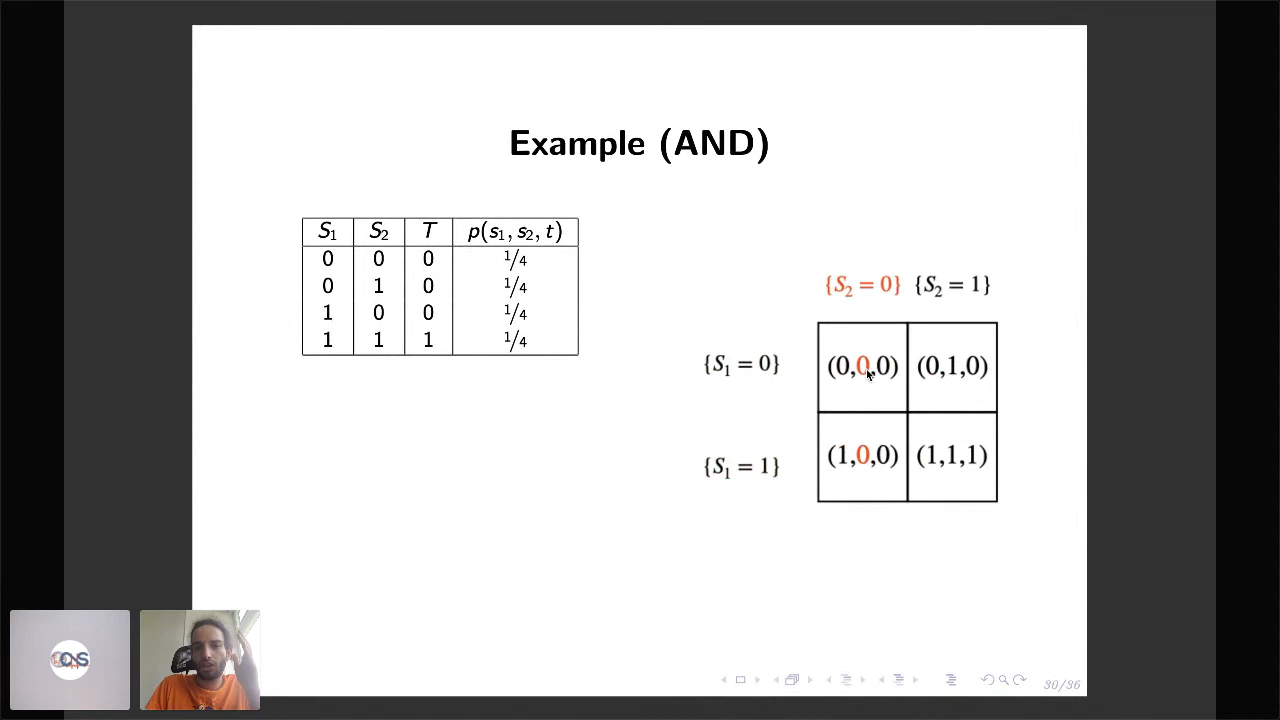 Example (AND)
S₁ S₂ T p(s₁, s₂, t)
0 0 0 1/4
0 1 0 1/4
1 0 0 1/4
1 1 1 1/4
{S₂ = 0} {S₂ = 1}
{S₁ = 0} (0,0,0) (0,1,0)
{S₁ = 1} (1,0,0) (1,1,1)
30/36